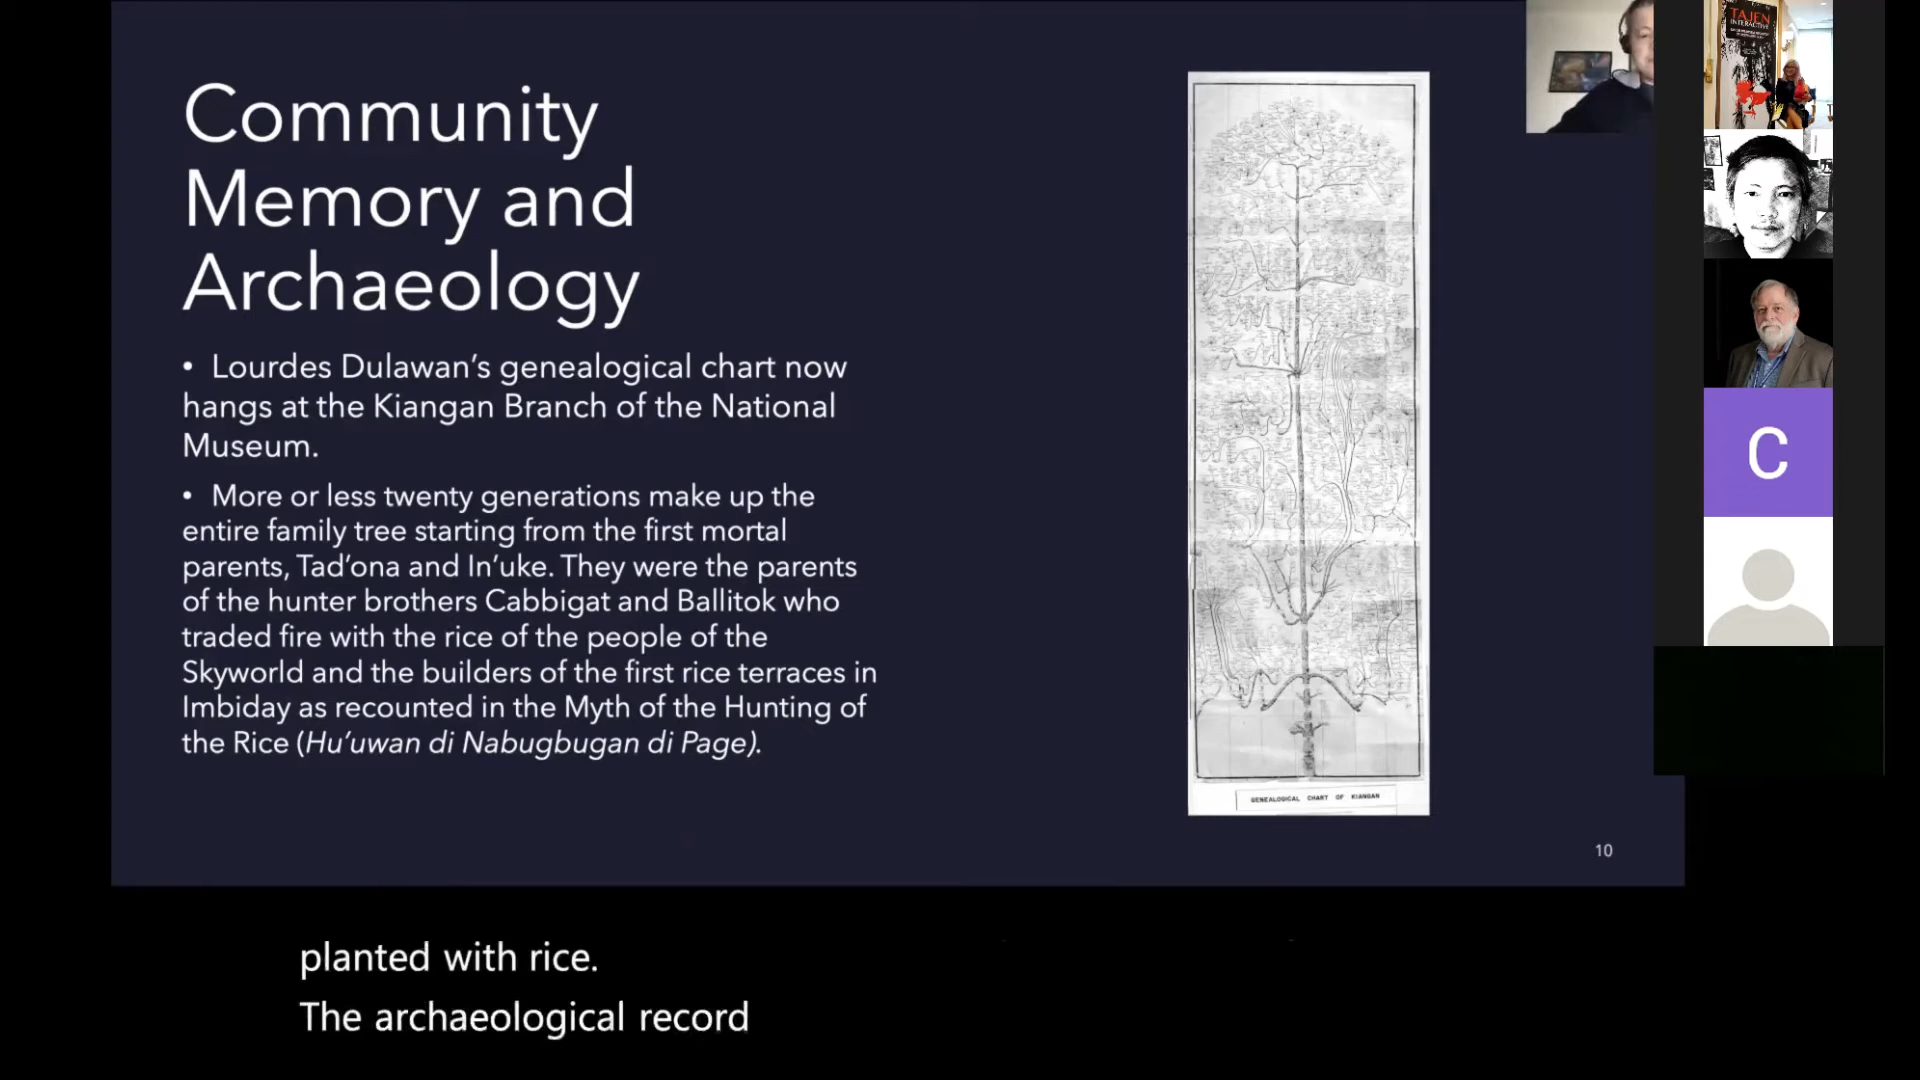 Community
Memory and
Archaeology
• Lourdes Dulawan’s genealogical chart now
hangs at the Kiangan Branch of the National
Museum.
• More or less twenty generations make up the
entire family tree starting from the first mortal
parents, Tad’ona and In’uke. They were the parents
of the hunter brothers Cabbigat and Ballitok who
traded fire with the rice of the people of the
Skyworld and the builders of the first rice terraces in
Imbiday as recounted in the Myth of the Hunting of
the Rice (Hu’uwan di Nabugbugan di Page).
GENEALOGICAL CHART OF KIANGAN
10
TAJEN
INTERACTIVE
C
planted with rice.
The archaeological record